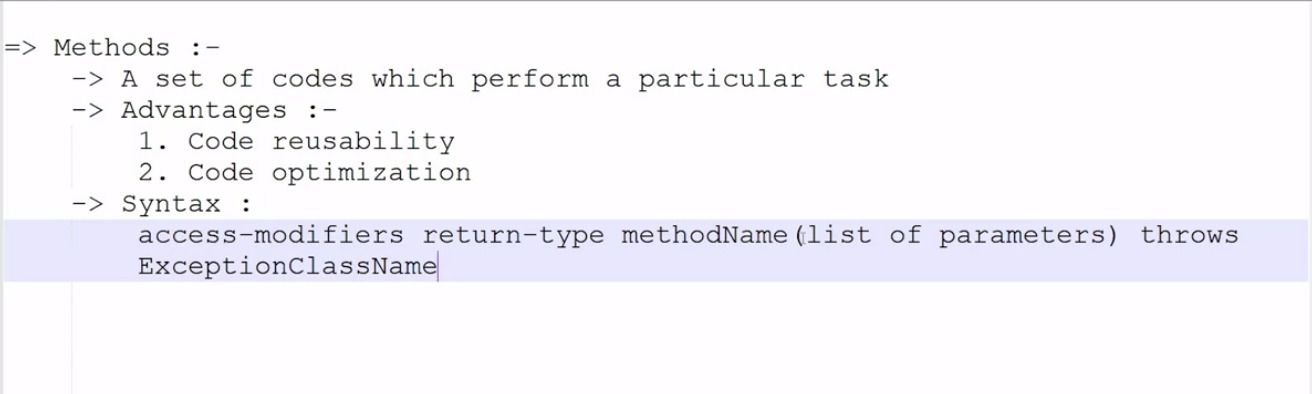 => Methods :-
-> A set of codes which perform a particular task
-> Advantages :-
1. Code reusability
2. Code optimization
-> Syntax :
access-modifiers return-type methodName(list of parameters) throws
ExceptionClassName